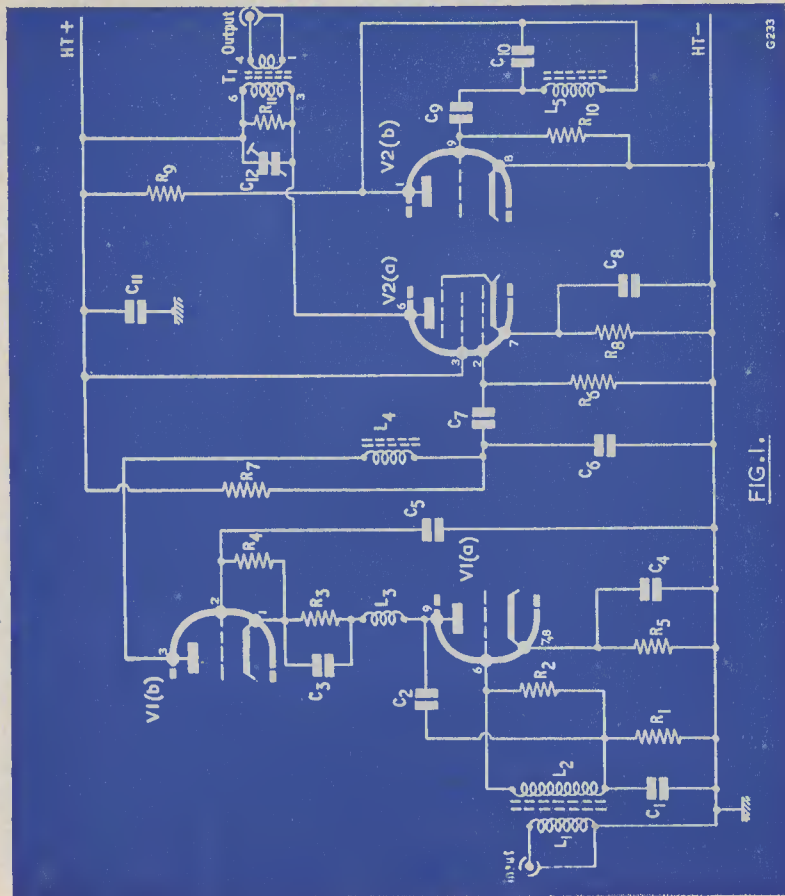 HT+
Output
4
1
T1
6
3
R11
C12
R9
C11
C10
L5
C9
R10
V2(b)
1
9
8
V2(a)
6
3
2
7
C8
R8
R6
C7
C6
L4
R7
C5
V1(b)
3
2
1
R4
R3
C3
L3
V1(a)
9
6
7,8
C2
R2
C4
R5
R1
C1
L2
L1
Input
HT-
FIG.1.
G233